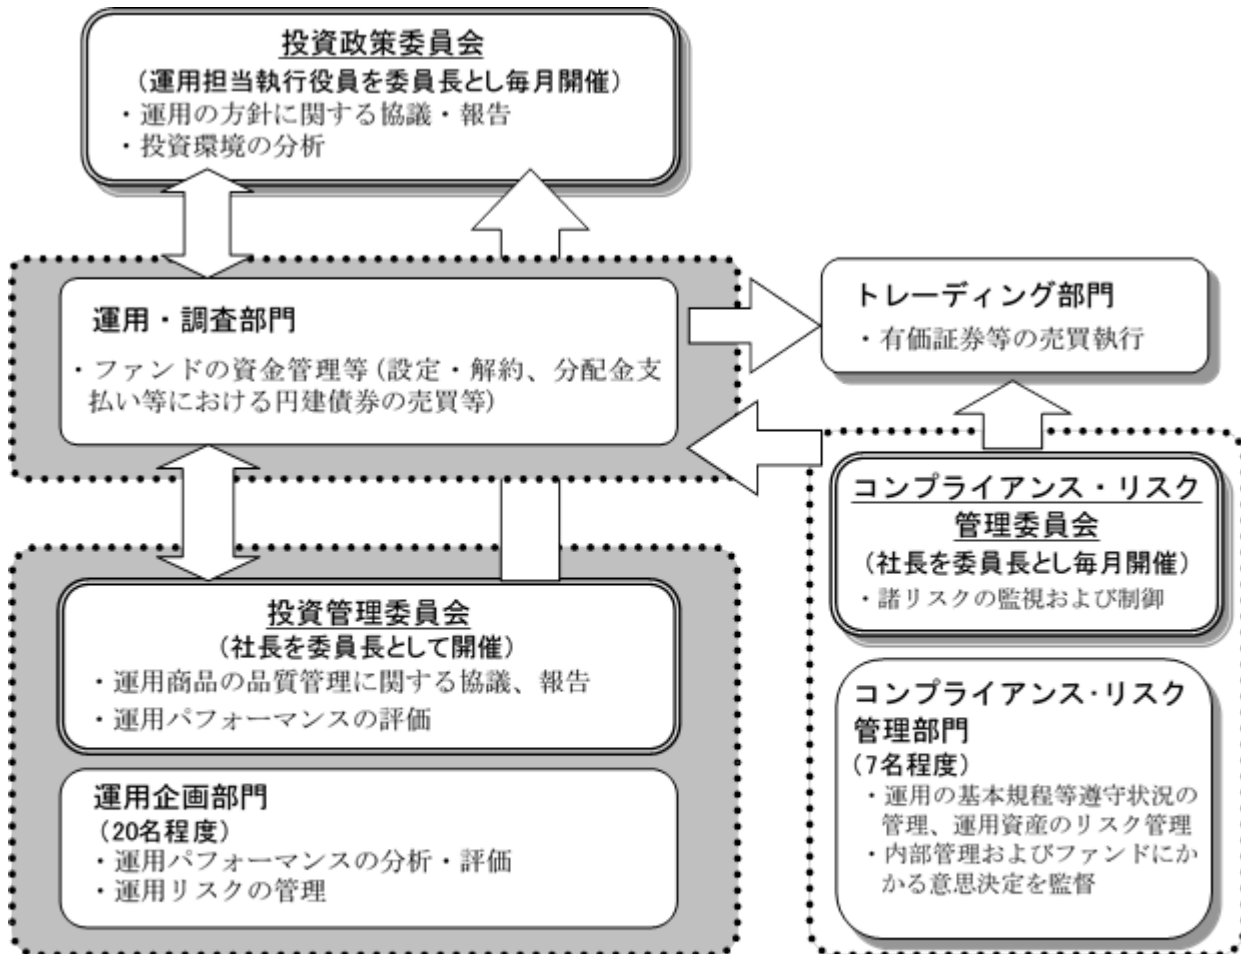 投資政策委員会
(運用担当執行役員を委員長とし毎月開催)
・運用の方針に関する協議・報告
・投資環境の分析
運用・調査部門
・ファンドの資金管理等(設定・解約、分配金支
払い等における円建債券の売買等)
トレーディング部門
・有価証券等の売買執行
コンプライアンス・リスク
管理委員会
(社長を委員長とし毎月開催)
・諸リスクの監視および制御
投資管理委員会
(社長を委員長として開催)
・運用商品の品質管理に関する協議、報告
・運用パフォーマンスの評価
運用企画部門
(20名程度)
・運用パフォーマンスの分析・評価
・運用リスクの管理
コンプライアンス・リスク
管理部門
(7名程度)
・運用の基本規程等遵守状況の
管理、運用資産のリスク管理
・内部管理およびファンドにか
かる意思決定を監督